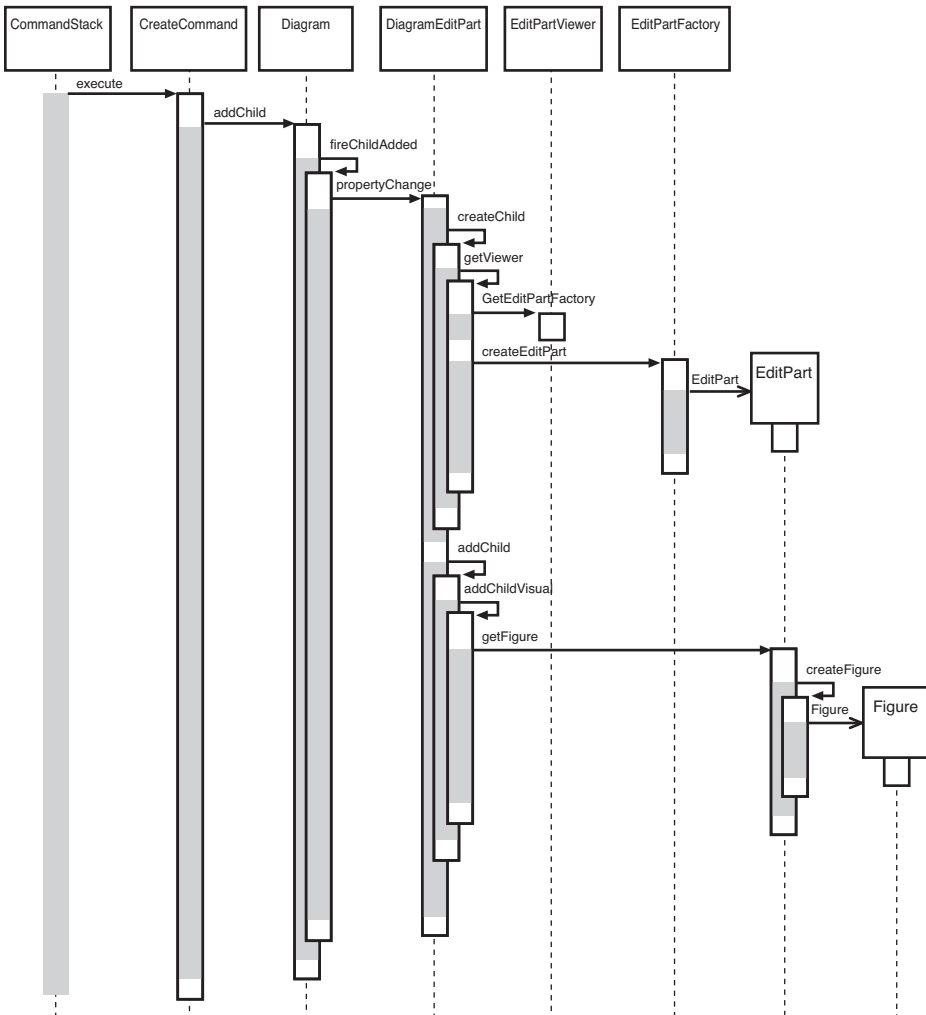 CommandStack
CreateCommand
Diagram
DiagramEditPart
EditPartViewer
EditPartFactory
execute
addChild
fireChildAdded
propertyChange
createChild
getViewer
GetEditPartFactory
createEditPart
EditPart
EditPart
addChild
addChildVisual
getFigure
createFigure
Figure
Figure